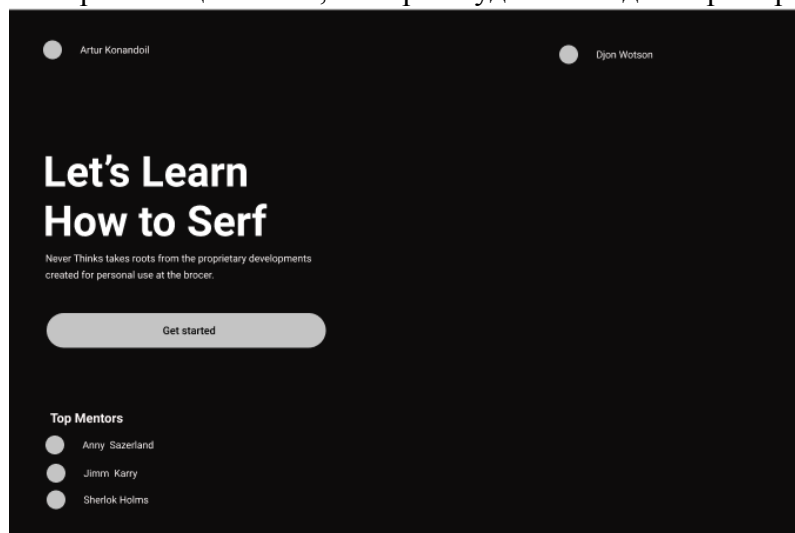 Artur Konandoil
Djon Wotson
Let's Learn
How to Serf
Never Thinks takes roots from the proprietary developments
created for personal use at the brocer.
Get started
Top Mentors
Anny Sazerland
Jimm Karry
Sherlok Holms